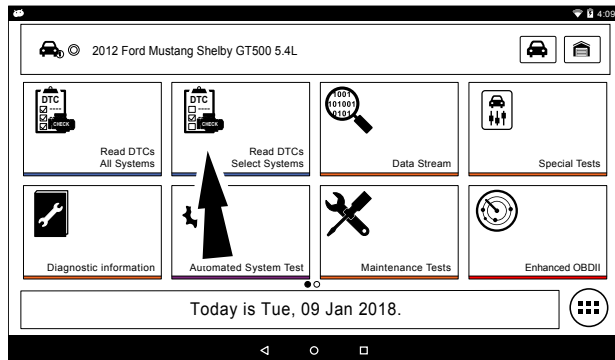 4:09
2012 Ford Mustang Shelby GT500 5.4L
DTC
CHECK
Read DTCs
All Systems
DTC
CHECK
Read DTCs
Select Systems
1001
101001
0101
Data Stream
Special Tests
Diagnostic information
Automated System Test
Maintenance Tests
Enhanced OBDII
Today is Tue, 09 Jan 2018.